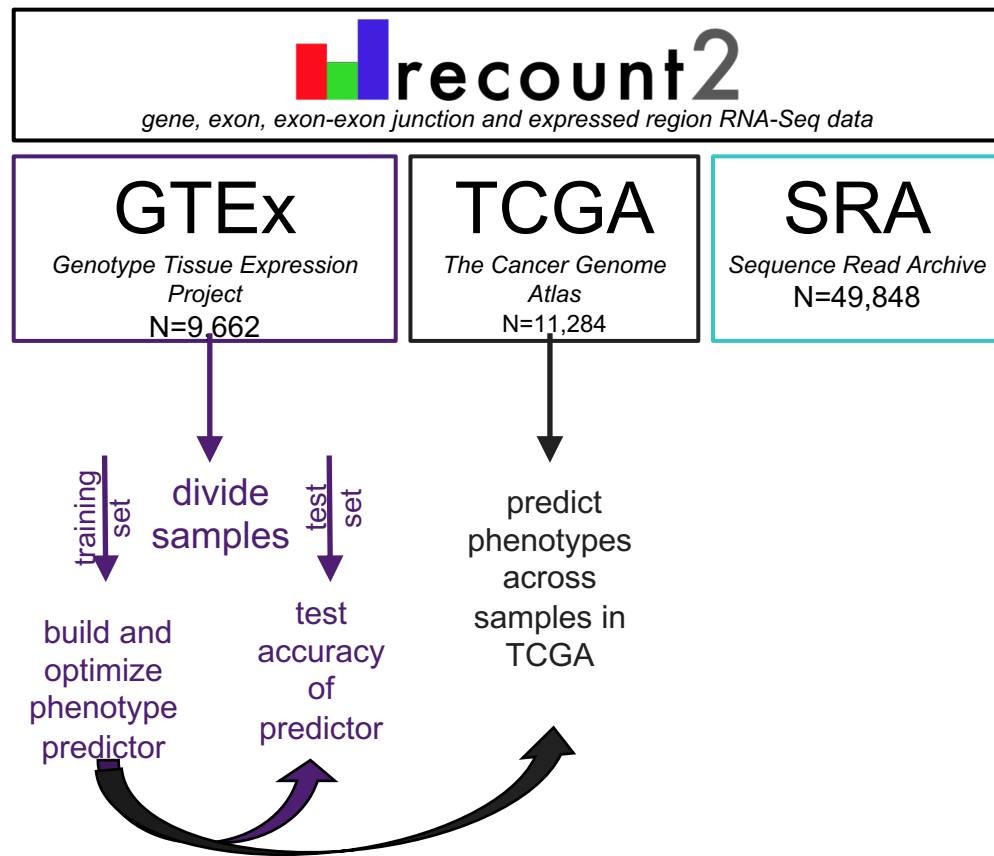 recount2
gene, exon, exon-exon junction and expressed region RNA-Seq data
GTEx
Genotype Tissue Expression
Project
N=9,662
TCGA
The Cancer Genome
Atlas
N=11,284
SRA
Sequence Read Archive
N=49,848
training
set
divide
samples
test
set
build and
optimize
phenotype
predictor
test
accuracy
of
predictor
predict
phenotypes
across
samples in
TCGA